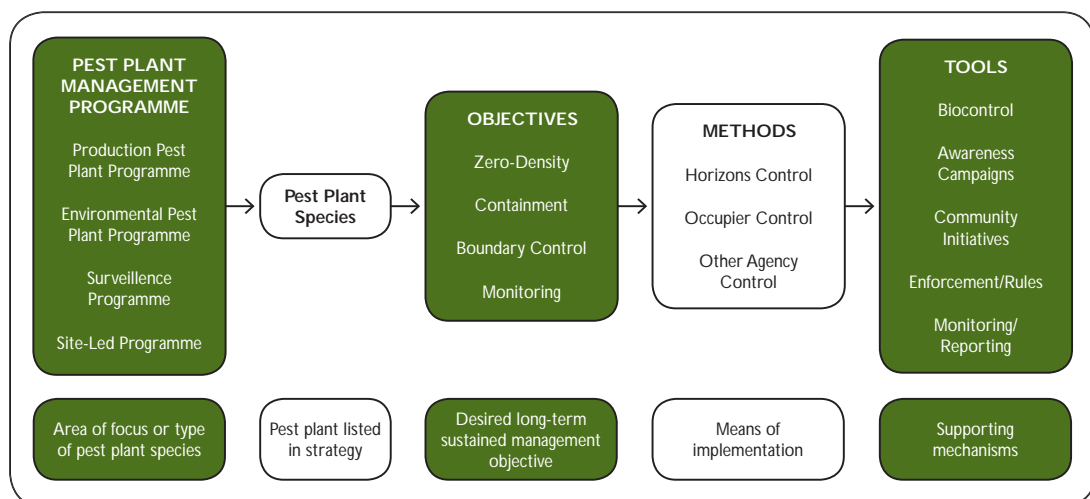 PEST PLANT
MANAGEMENT
PROGRAMME
Production Pest
Plant Programme
Environmental Pest
Plant Programme
Surveillence
Programme
Site-Led Programme
Pest Plant
Species
OBJECTIVES
Zero-Density
Containment
Boundary Control
Monitoring
METHODS
Horizons Control
Occupier Control
Other Agency
Control
TOOLS
Biocontrol
Awareness
Campaigns
Community
Initiatives
Enforcement/Rules
Monitoring/
Reporting
Area of focus or type
of pest plant species
Pest plant listed
in strategy
Desired long-term
sustained management
objective
Means of
implementation
Supporting
mechanisms